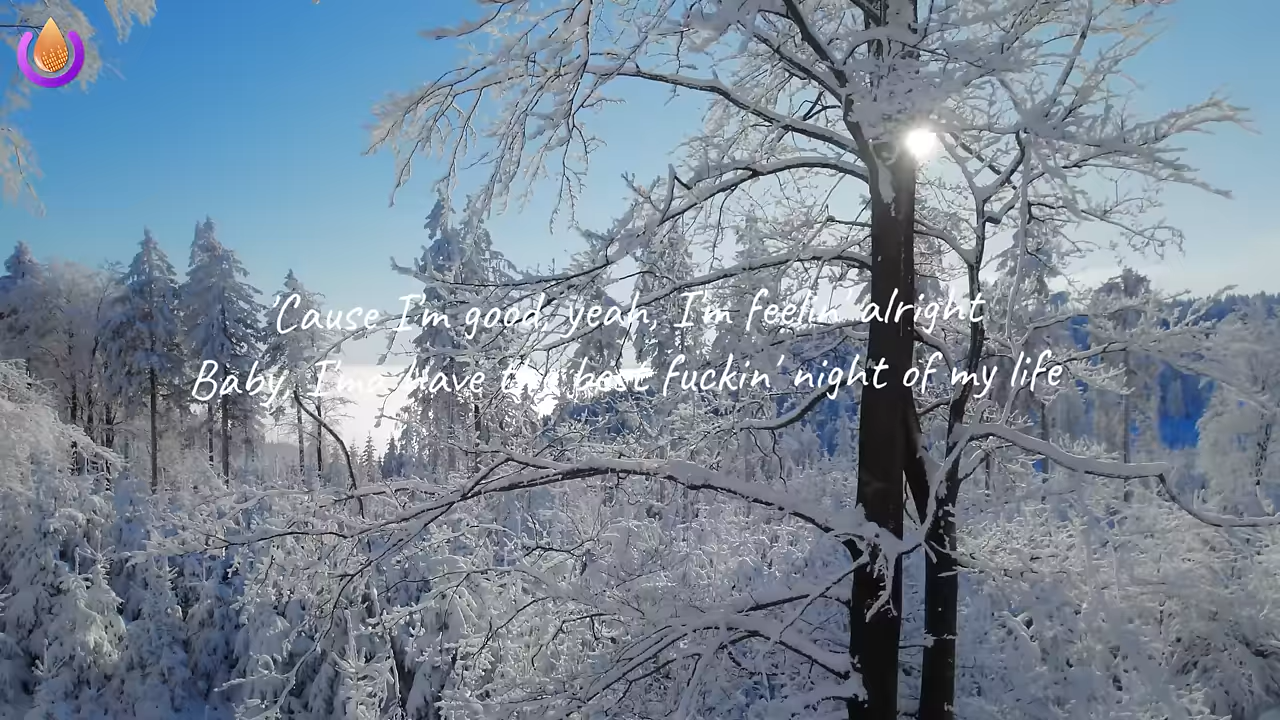 'Cause I'm good, yeah, I'm feelin' alright
Baby, I'ma have the best fuckin' night of my life